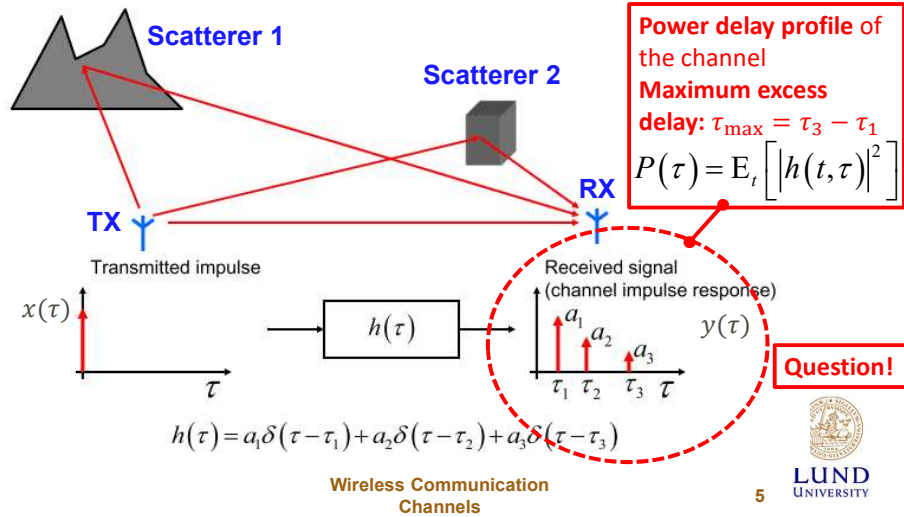 Scatterer 1
Scatterer 2
Power delay profile of
the channel
Maximum excess
delay: τ_max = τ₃ − τ₁
P(τ) = E_t[|h(t,τ)|²]
TX
RX
Transmitted impulse
x(τ)
τ
h(τ)
Received signal
(channel impulse response)
y(τ)
a₁
a₂
a₃
τ₁ τ₂ τ₃ τ
Question!
h(τ) = a₁δ(τ−τ₁) + a₂δ(τ−τ₂) + a₃δ(τ−τ₃)
Wireless Communication
Channels
5
LUND
UNIVERSITY